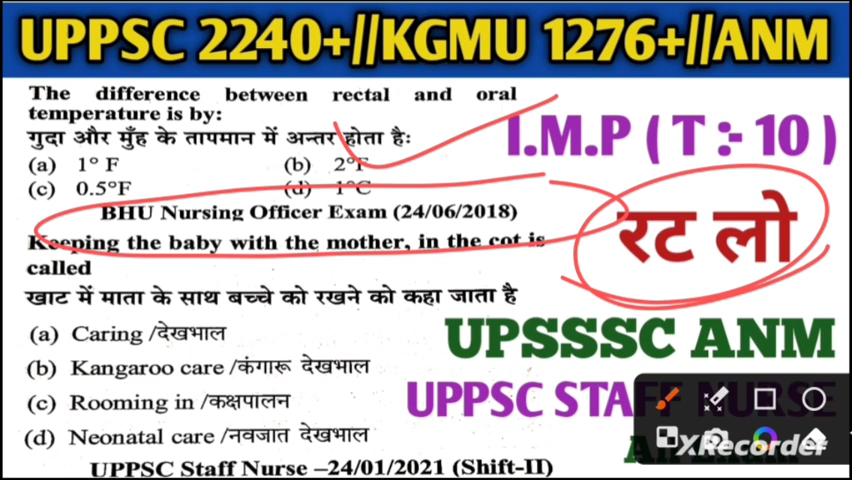 UPPSC 2240+//KGMU 1276+//ANM
The difference between rectal and oral
temperature is by:
गुदा और मुँह के तापमान में अन्तर होता है:
(a) 1° F (b) 2°F
(c) 0.5°F (d) 1°C
BHU Nursing Officer Exam (24/06/2018)
Keeping the baby with the mother, in the cot is
called
खाट में माता के साथ बच्चे को रखने को कहा जाता है
(a) Caring /देखभाल
(b) Kangaroo care /कंगारू देखभाल
(c) Rooming in /कक्षपालन
(d) Neonatal care /नवजात देखभाल
UPPSC Staff Nurse –24/01/2021 (Shift-II)
I.M.P ( T :- 10 )
रट लो
UPSSSC ANM
UPPSC STAFF NURSE
XRecorder